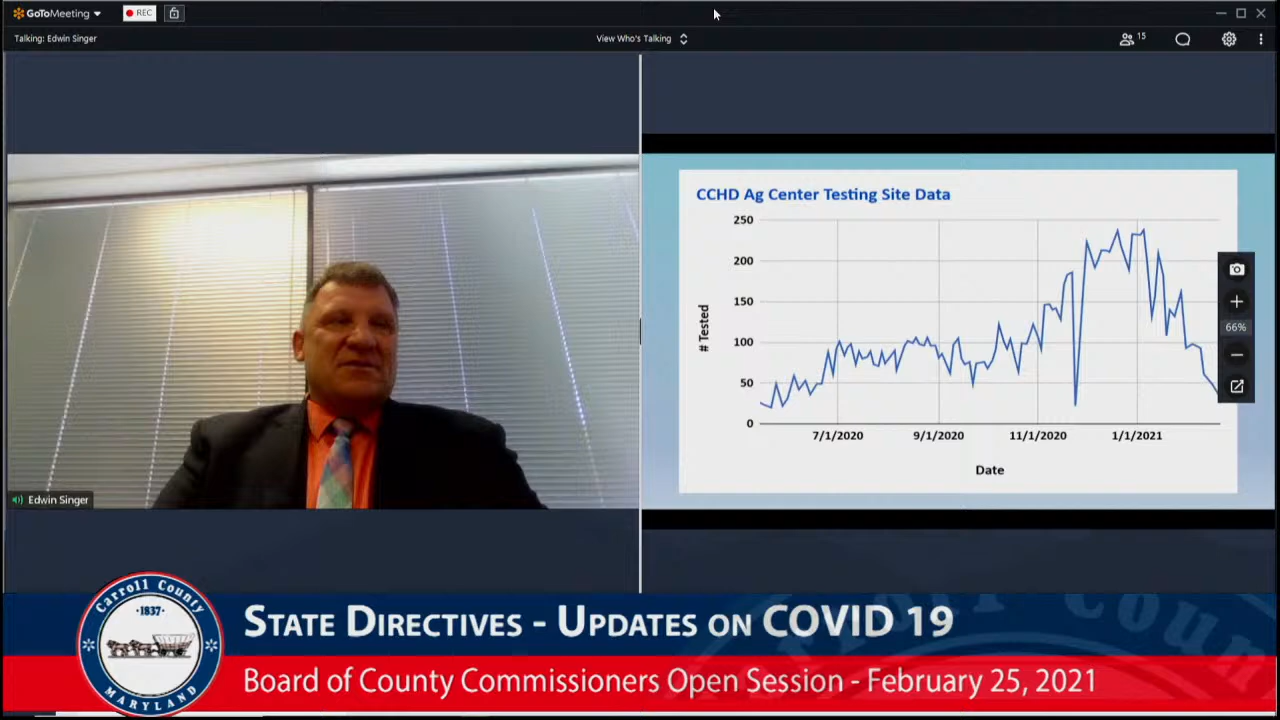 GoToMeeting
REC
Talking: Edwin Singer
View Who's Talking
15
CCHD Ag Center Testing Site Data
250
200
150
100
50
0
# Tested
7/1/2020 9/1/2020 11/1/2020 1/1/2021
Date
66%
Edwin Singer
Carroll County
1837
MARYLAND
STATE DIRECTIVES - UPDATES ON COVID 19
Board of County Commissioners Open Session - February 25, 2021